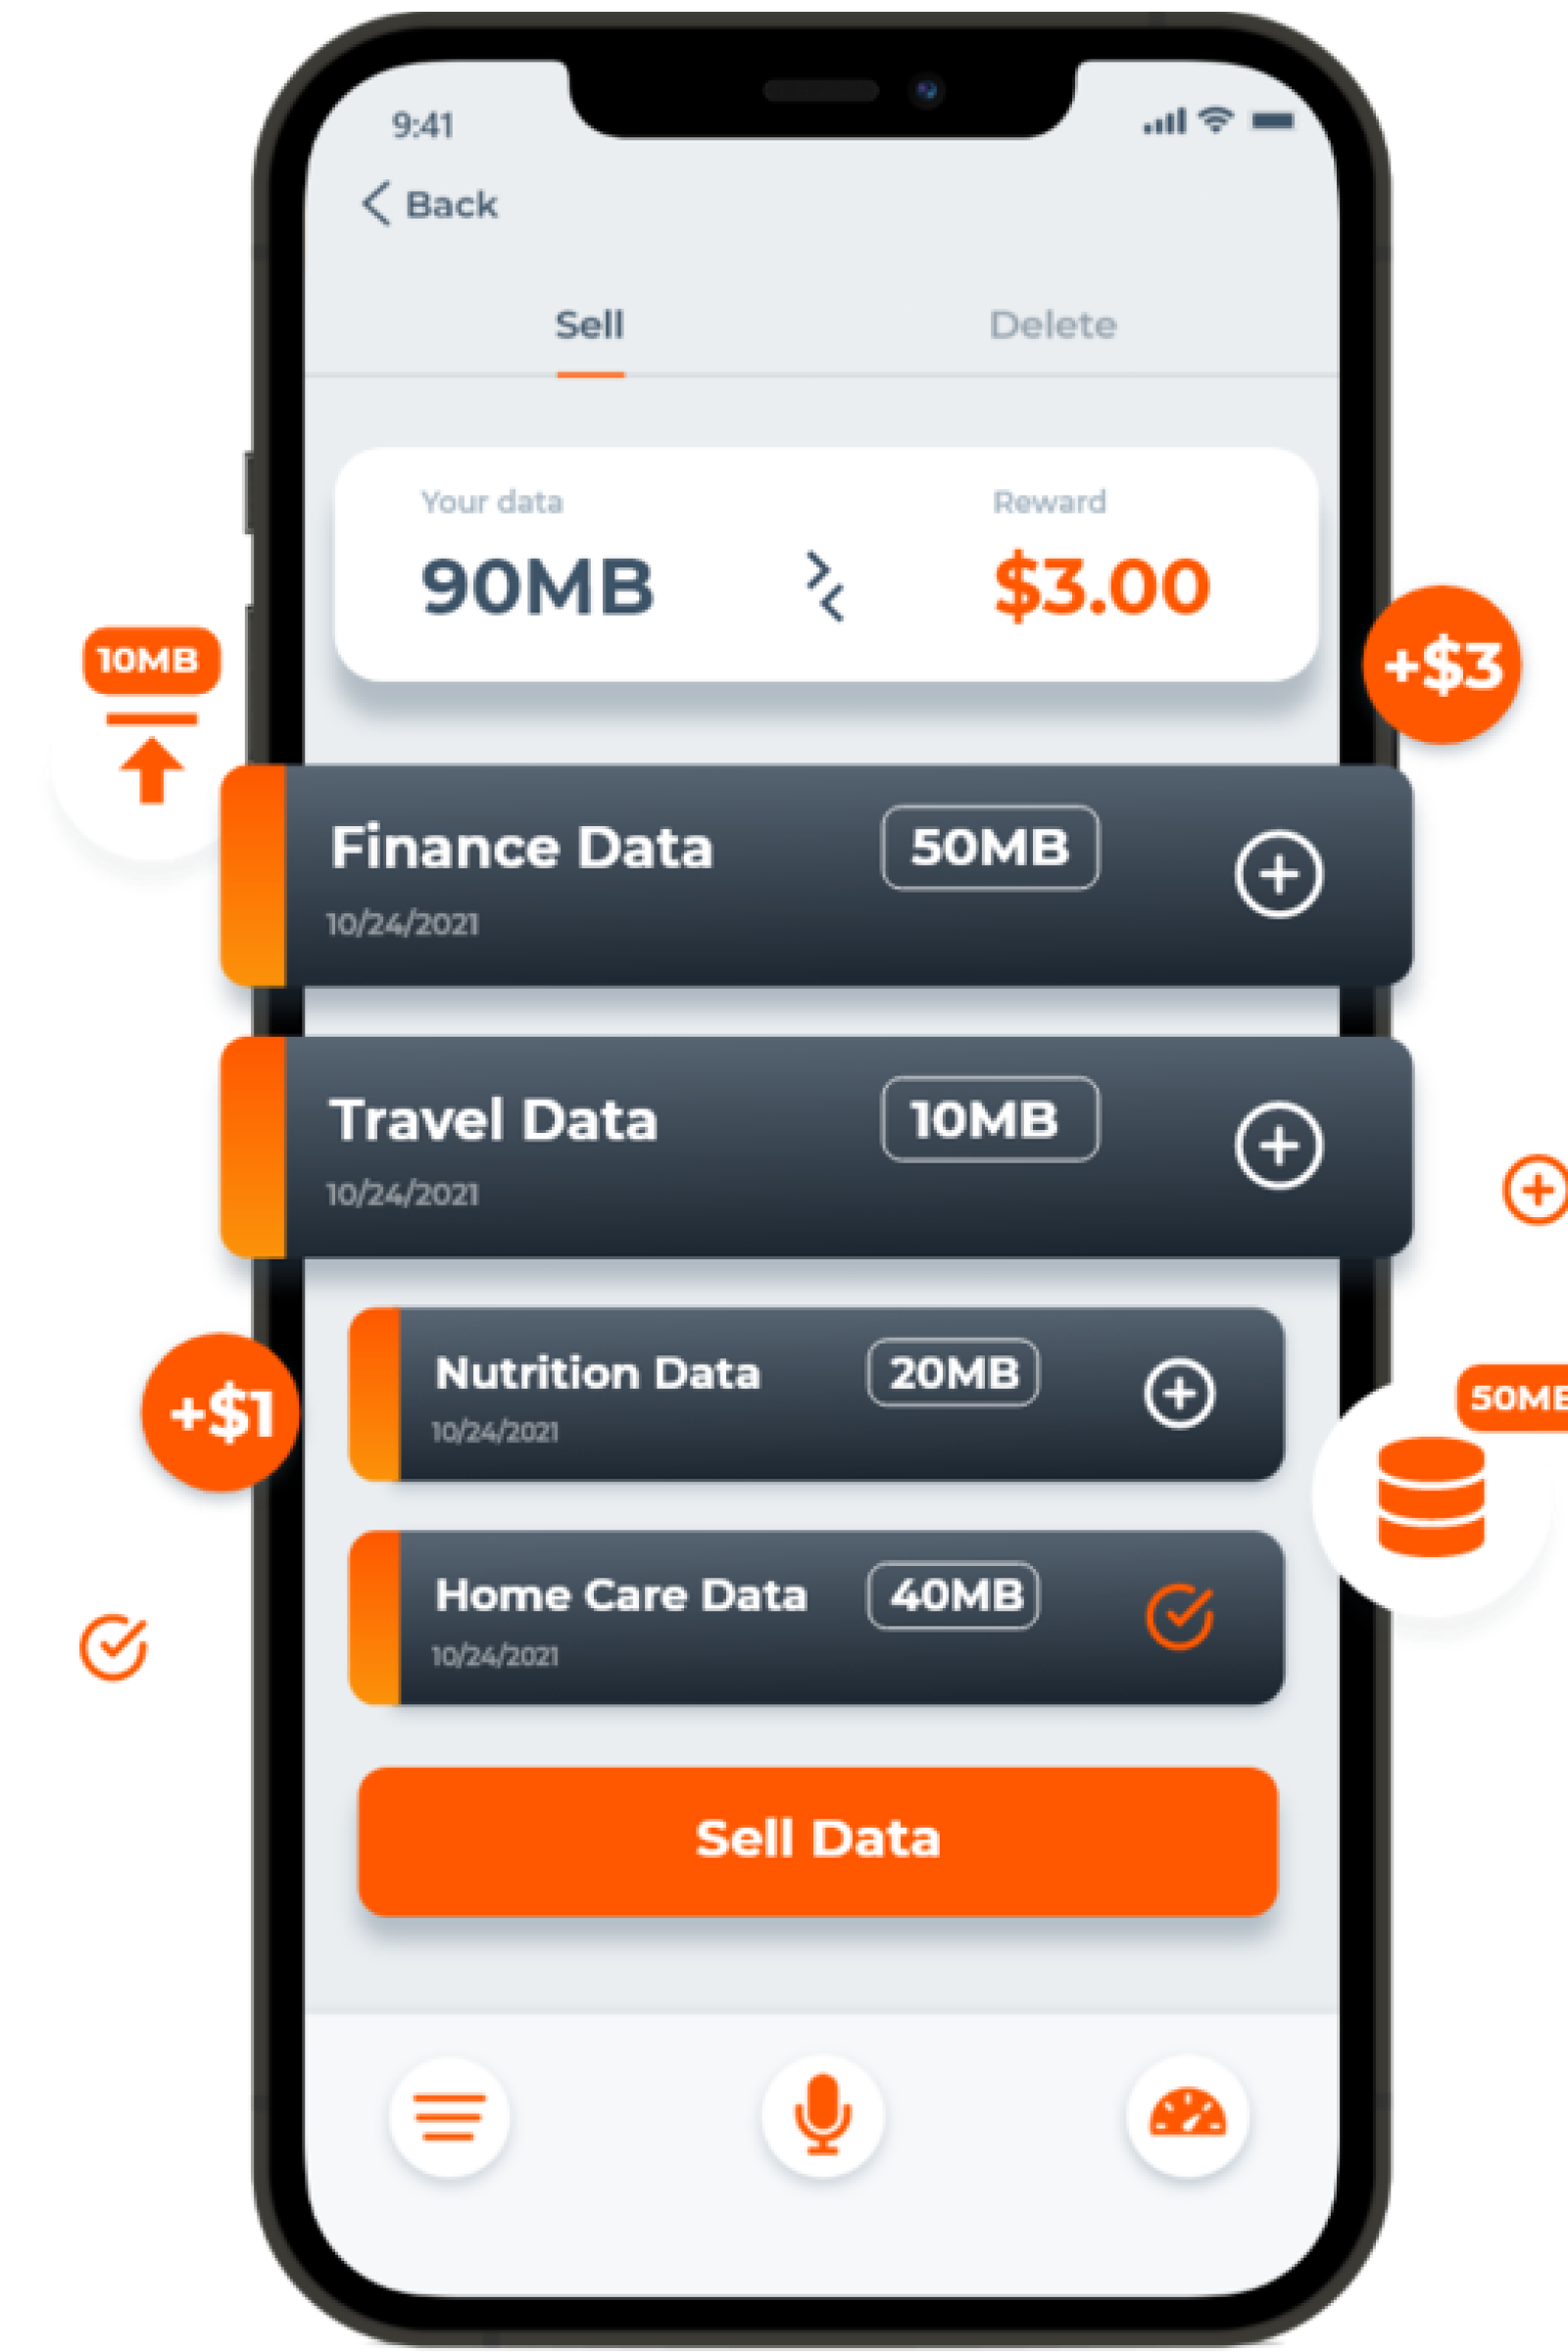 9:41
Back
Sell
Delete
Your data
Reward
90MB
$3.00
10MB
+$3
Finance Data
50MB
10/24/2021
Travel Data
10MB
10/24/2021
Nutrition Data
20MB
10/24/2021
+$1
50MB
Home Care Data
40MB
10/24/2021
Sell Data